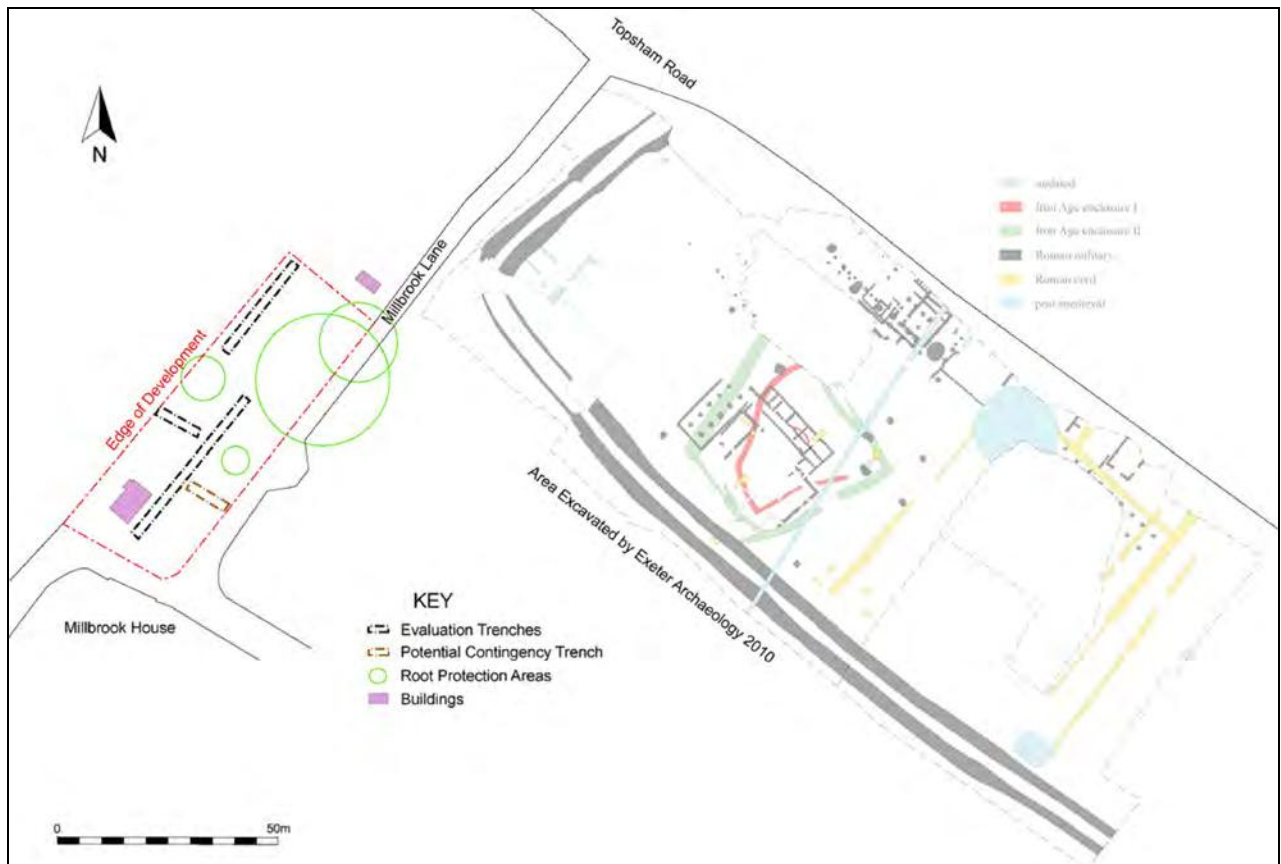 Topsham Road
N
undated
Iron Age enclosure I
Iron Age enclosure II
Roman military
Roman civil
post medieval
Millbrook Lane
Edge of Development
Area Excavated by Exeter Archaeology 2010
Millbrook House
KEY
Evaluation Trenches
Potential Contingency Trench
Root Protection Areas
Buildings
0 50m